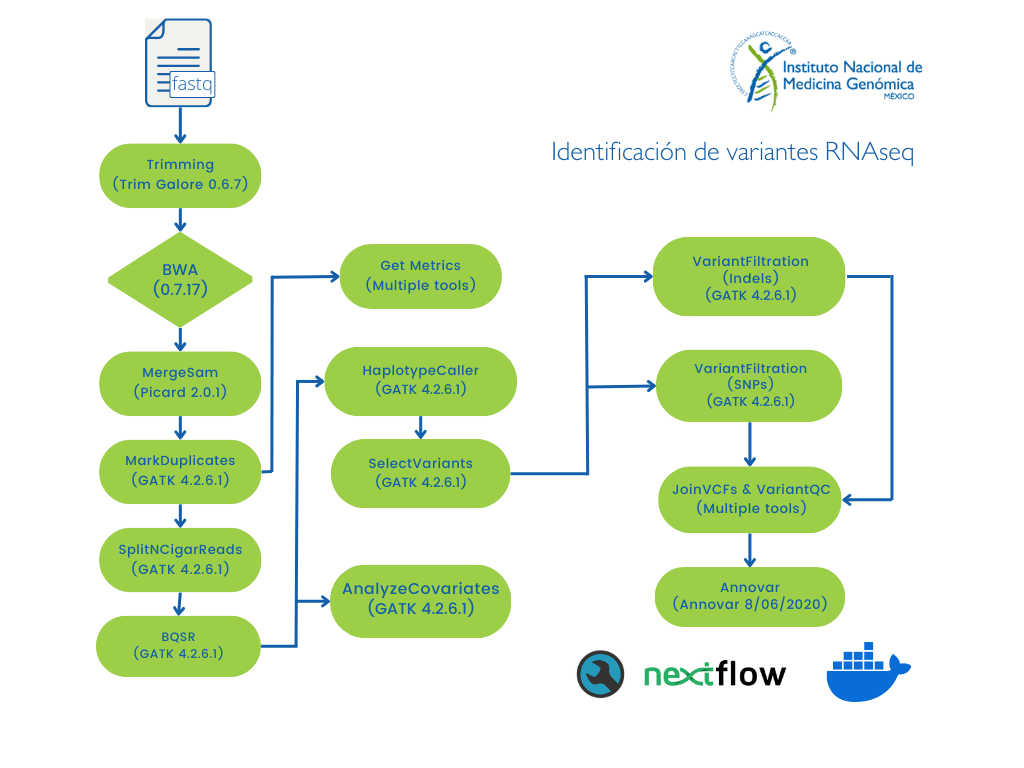 fastq
Instituto Nacional de
Medicina Genómica
MÉXICO
Identificación de variantes RNAseq
Trimming
(Trim Galore 0.6.7)
BWA
(0.7.17)
MergeSam
(Picard 2.0.1)
MarkDuplicates
(GATK 4.2.6.1)
SplitNCigarReads
(GATK 4.2.6.1)
BQSR
(GATK 4.2.6.1)
Get Metrics
(Multiple tools)
HaplotypeCaller
(GATK 4.2.6.1)
SelectVariants
(GATK 4.2.6.1)
AnalyzeCovariates
(GATK 4.2.6.1)
VariantFiltration
(Indels)
(GATK 4.2.6.1)
VariantFiltration
(SNPs)
(GATK 4.2.6.1)
JoinVCFs & VariantQC
(Multiple tools)
Annovar
(Annovar 8/06/2020)
nextflow